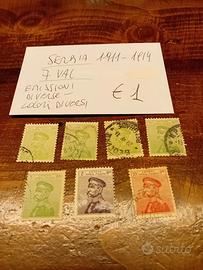 SERBIA 1911-1914
7 VAL
EMISSIONI
DIVERSE -
COLORI DIVERSI
€ 1
subito